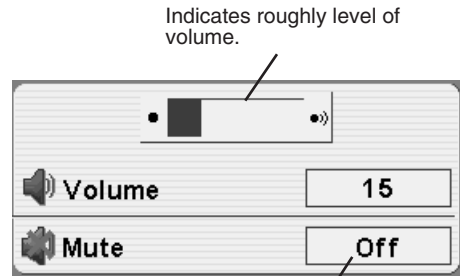 Indicates roughly level of
volume.
Volume 15
Mute Off